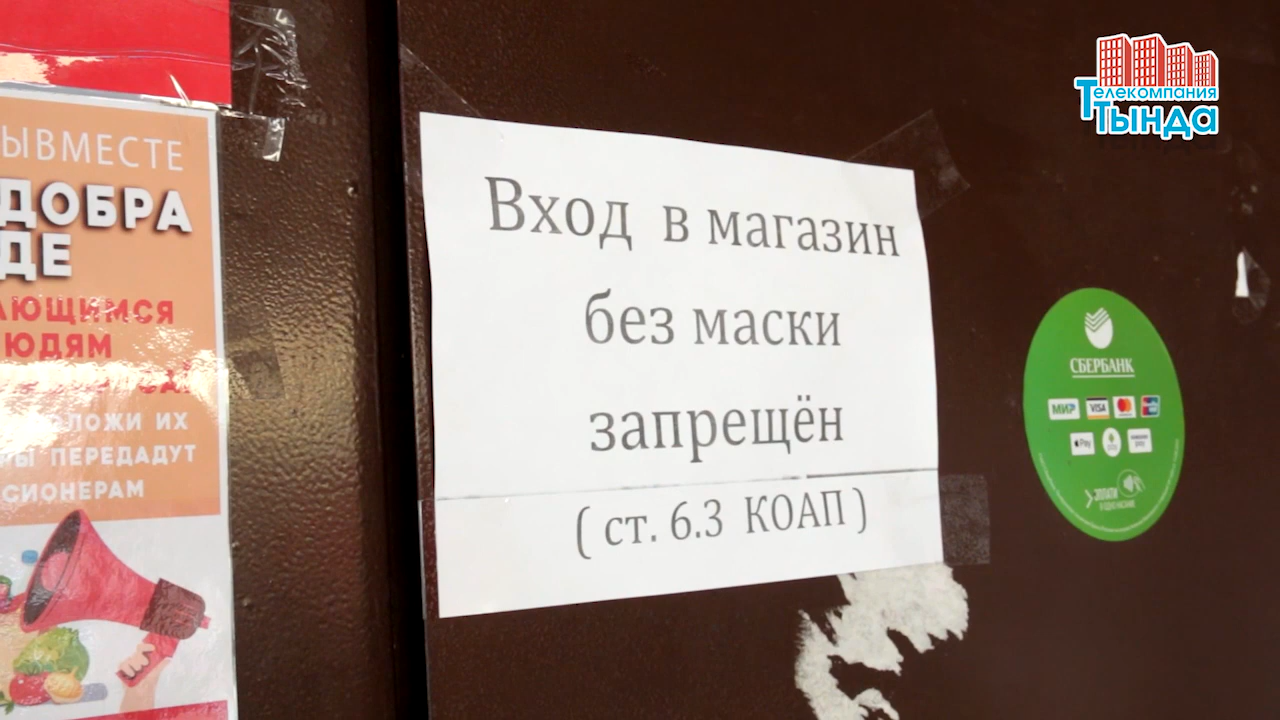 ЫВМЕСТЕ
ДОБРА
ДЕ
АЮЩИМСЯ
ЮДЯМ
ЛОЖИ ИХ
ПЕРЕДАДУТ
СИОНЕРАМ
Вход в магазин
без маски
запрещён
( ст. 6.3 КОАП )
Телекомпания
Тында
СБЕРБАНК
МИР VISA
Pay